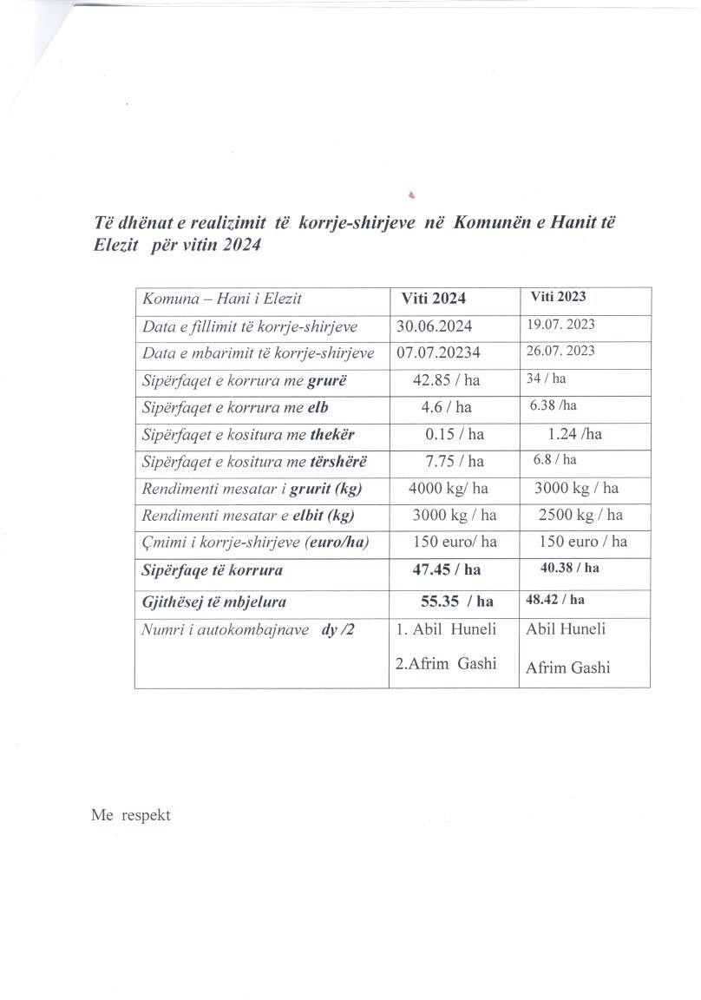 Të dhënat e realizimit të korrje-shirjeve në Komunën e Hanit të
Elezit për vitin 2024
Komuna – Hani i Elezit Viti 2024 Viti 2023
Data e fillimit të korrje-shirjeve 30.06.2024 19.07. 2023
Data e mbarimit të korrje-shirjeve 07.07.20234 26.07. 2023
Sipërfaqet e korrura me grurë 42.85 / ha 34 / ha
Sipërfaqet e korrura me elb 4.6 / ha 6.38 /ha
Sipërfaqet e kositura me thekër 0.15 / ha 1.24 /ha
Sipërfaqet e kositura me tërshërë 7.75 / ha 6.8 / ha
Rendimenti mesatar i grurit (kg) 4000 kg/ ha 3000 kg / ha
Rendimenti mesatar e elbit (kg) 3000 kg / ha 2500 kg / ha
Çmimi i korrje-shirjeve (euro/ha) 150 euro/ ha 150 euro / ha
Sipërfaqe të korrura 47.45 / ha 40.38 / ha
Gjithësej të mbjelura 55.35 / ha 48.42 / ha
Numri i autokombajnave dy /2 1. Abil Huneli Abil Huneli
2.Afrim Gashi Afrim Gashi
Me respekt